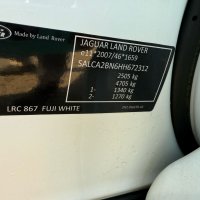 Made by Land Rover
JAGUAR LAND ROVER
e11*2007/46*1659
SALCA2BN6HH672312
2505 kg
4705 kg
1- 1340 kg
2- 1270 kg
LRC 867 FUJI WHITE